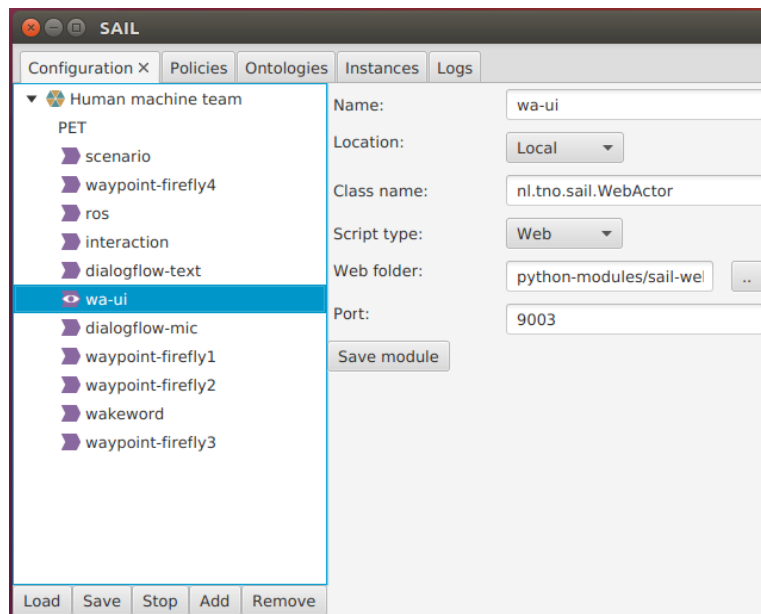 SAIL
Configuration × Policies Ontologies Instances Logs
Human machine team
PET
scenario
waypoint-firefly4
ros
interaction
dialogflow-text
wa-ui
dialogflow-mic
waypoint-firefly1
waypoint-firefly2
wakeword
waypoint-firefly3
Load Save Stop Add Remove
Name: wa-ui
Location: Local
Class name: nl.tno.sail.WebActor
Script type: Web
Web folder: python-modules/sail-we ..
Port: 9003
Save module